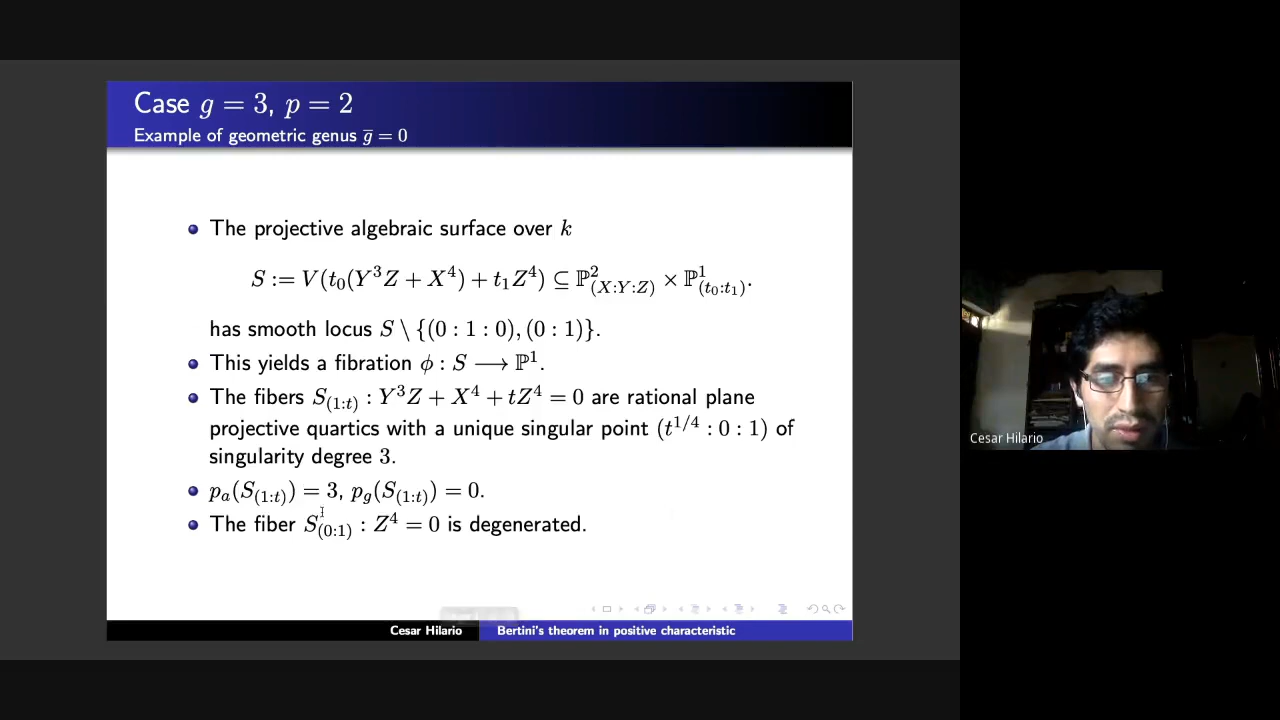 Case g = 3, p = 2
Example of geometric genus g̅ = 0
The projective algebraic surface over k
S := V(t₀(Y³Z + X⁴) + t₁Z⁴) ⊆ ℙ²₍X:Y:Z₎ × ℙ¹₍t₀:t₁₎.
has smooth locus S \ {(0 : 1 : 0), (0 : 1)}.
This yields a fibration ϕ : S ⟶ ℙ¹.
The fibers S₍₁:t₎ : Y³Z + X⁴ + tZ⁴ = 0 are rational plane
projective quartics with a unique singular point (t^{1/4} : 0 : 1) of
singularity degree 3.
pₐ(S₍₁:t₎) = 3, p_g(S₍₁:t₎) = 0.
The fiber S₍₀:₁₎ : Z⁴ = 0 is degenerated.
Cesar Hilario
Bertini's theorem in positive characteristic
Cesar Hilario